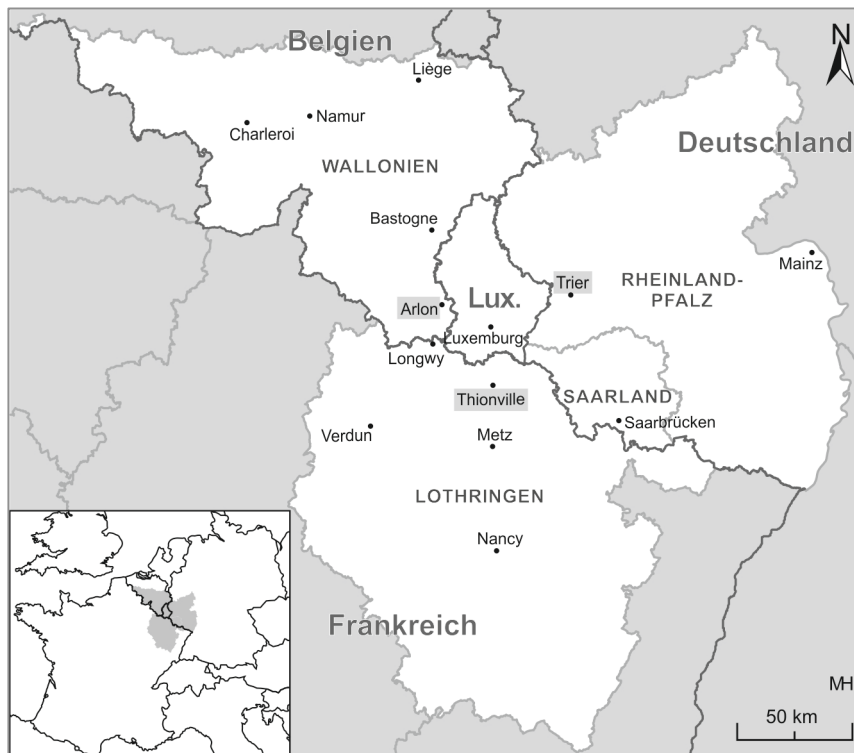 Belgien
N
Liège
Namur
Charleroi
Deutschland
WALLONIEN
Bastogne
Mainz
Trier
RHEINLAND-
PFALZ
Arlon
Lux.
Luxemburg
Longwy
SAARLAND
Thionville
Saarbrücken
Verdun
Metz
LOTHRINGEN
Nancy
Frankreich
MH
50 km